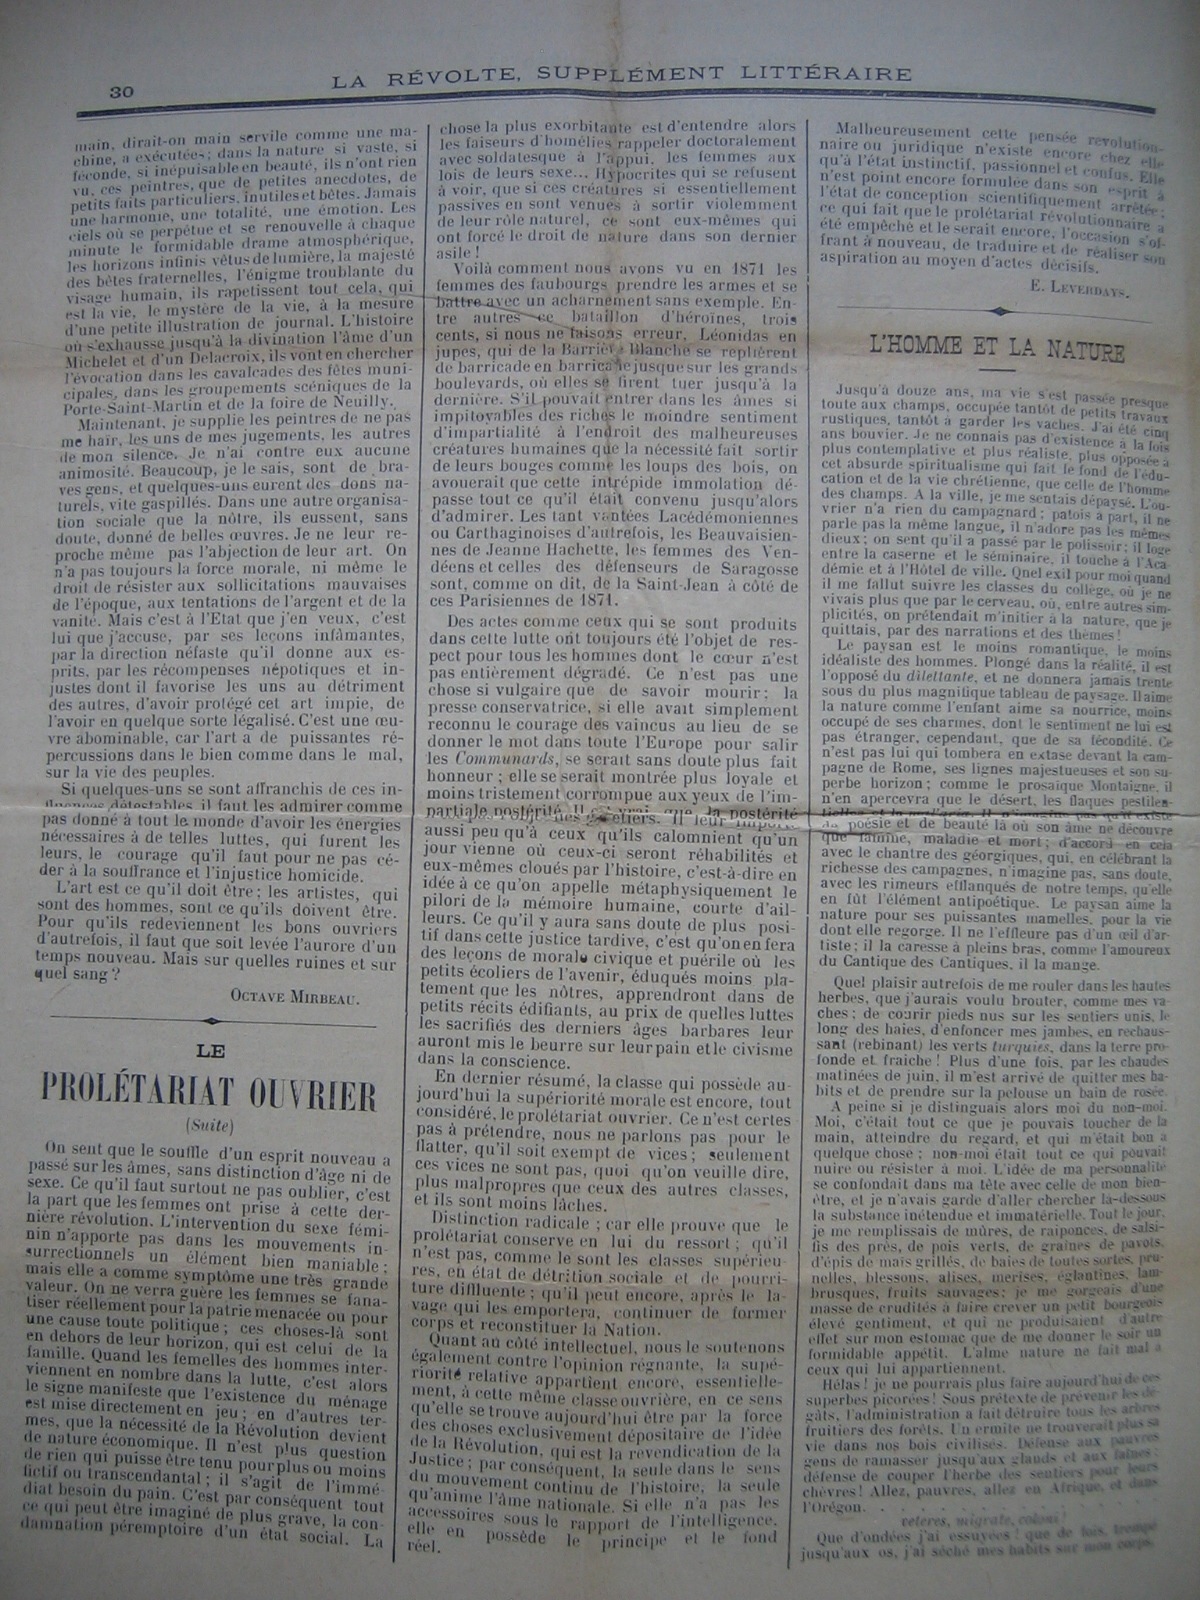 30
LA RÉVOLTE, SUPPLÉMENT LITTÉRAIRE
main, dirait-on main servile comme une ma-
chine, a exécutées; dans la nature si vaste, si
féconde, si inépuisable en beauté, ils n'ont rien
vu, ces peintres, que de petites anecdotes, de
petits faits particuliers, inutiles et bêtes. Jamais
une harmonie, une totalité, une émotion. Les
ciels où se perpétue et se renouvelle à chaque
minute le formidable drame atmosphérique,
les horizons infinis vêtus de lumière, la majesté
des bêtes fraternelles, l'énigme troublante du
visage humain, ils rapetissent tout cela, qui
est la vie, le mystère de la vie, à la mesure
d'une petite illustration de journal. L'histoire
où s'exhausse jusqu'à la divination l'âme d'un
Michelet et d'un Delacroix, ils vont en chercher
l'évocation dans les cavalcades des fêtes muni-
cipales, dans les groupements scéniques de la
Porte-Saint-Martin et de la foire de Neuilly.
Maintenant, je supplie les peintres de ne pas
me haïr, les uns de mes jugements, les autres
de mon silence. Je n'ai contre eux aucune
animosité. Beaucoup, je le sais, sont de bra-
ves gens, et quelques-uns eurent des dons na-
turels, vite gaspillés. Dans une autre organisa-
tion sociale que la nôtre, ils eussent, sans
doute, donné de belles œuvres. Je ne leur re-
proche même pas l'abjection de leur art. On
n'a pas toujours la force morale, ni même le
droit de résister aux sollicitations mauvaises
de l'époque, aux tentations de l'argent et de la
vanité. Mais c'est à l'Etat que j'en veux, c'est
lui que j'accuse, par ses leçons infâmantes,
par la direction néfaste qu'il donne aux es-
prits, par les récompenses népotiques et in-
justes dont il favorise les uns au détriment
des autres, d'avoir protégé cet art impie, de
l'avoir en quelque sorte légalisé. C'est une œu-
vre abominable, car l'art a de puissantes ré-
percussions dans le bien comme dans le mal,
sur la vie des peuples.
Si quelques-uns se sont affranchis de ces in-
fluences détestables, il faut les admirer comme
pas donné à tout le monde d'avoir les énergies
nécessaires à de telles luttes, qui furent les
leurs, le courage qu'il faut pour ne pas cé-
der à la souffrance et l'injustice homicide.
L'art est ce qu'il doit être; les artistes, qui
sont des hommes, sont ce qu'ils doivent être.
Pour qu'ils redeviennent les bons ouvriers
d'autrefois, il faut que soit levée l'aurore d'un
temps nouveau. Mais sur quelles ruines et sur
quel sang ?
OCTAVE MIRBEAU.
LE
PROLÉTARIAT OUVRIER
(Suite)
On sent que le souffle d'un esprit nouveau a
passé sur les âmes, sans distinction d'âge ni de
sexe. Ce qu'il faut surtout ne pas oublier, c'est
la part que les femmes ont prise à cette der-
nière révolution. L'intervention du sexe fémi-
nin n'apporte pas dans les mouvements in-
surrectionnels un élément bien maniable;
mais elle a comme symptôme une très grande
valeur. On ne verra guère les femmes se fana-
tiser réellement pour la patrie menacée ou pour
une cause toute politique; ces choses-là sont
en dehors de leur horizon, qui est celui de la
famille. Quand les femelles des hommes inter-
viennent en nombre dans la lutte, c'est alors
le signe manifeste que l'existence du ménage
est mise directement en jeu; en d'autres ter-
mes, que la nécessité de la Révolution devient
de nature économique. Il n'est plus question
de rien qui puisse être tenu pour plus ou moins
fictif ou transcendantal; il s'agit de l'immé-
diat besoin du pain. C'est par conséquent tout
ce qui peut être imaginé de plus grave, la con-
damnation péremptoire d'un état social. La
chose la plus exorbitante est d'entendre alors
les faiseurs d'homélies rappeler doctoralement
avec soldatesque à l'appui, les femmes aux
lois de leurs sexe... Hypocrites qui se refusent
à voir, que si ces créatures si essentiellement
passives en sont venues à sortir violemment
de leur rôle naturel, ce sont eux-mêmes qui
ont forcé le droit de nature dans son dernier
asile !
Voilà comment nous avons vu en 1871 les
femmes des faubourgs prendre les armes et se
battre avec un acharnement sans exemple. En-
tre autres ce bataillon d'héroïnes, trois
cents, si nous ne faisons erreur, Léonidas en
jupes, qui de la Barrière Blanche se replièrent
de barricade en barricade jusque sur les grands
boulevards, où elles se firent tuer jusqu'à la
dernière. S'il pouvait entrer dans les âmes si
impitoyables des riches le moindre sentiment
d'impartialité à l'endroit des malheureuses
créatures humaines que la nécessité fait sortir
de leurs bouges comme les loups des bois, on
avouerait que cette intrépide immolation dé-
passe tout ce qu'il était convenu jusqu'alors
d'admirer. Les tant vantées Lacédémoniennes
ou Carthaginoises d'autrefois, les Beauvaisien-
nes de Jeanne Hachette, les femmes des Ven-
déens et celles des défenseurs de Saragosse
sont, comme on dit, de la Saint-Jean à côté de
ces Parisiennes de 1871.
Des actes comme ceux qui se sont produits
dans cette lutte ont toujours été l'objet de res-
pect pour tous les hommes dont le cœur n'est
pas entièrement dégradé. Ce n'est pas une
chose si vulgaire que de savoir mourir: la
presse conservatrice, si elle avait simplement
reconnu le courage des vaincus au lieu de se
donner le mot dans toute l'Europe pour salir
les Communards, se serait sans doute plus fait
honneur; elle se serait montrée plus loyale et
moins tristement corrompue aux yeux de l'im-
partiale postérité. Il est vrai que la postérité
aussi peu qu'à ceux qu'ils calomnient qu'un
jour vienne où ceux-ci seront réhabilités et
eux-mêmes cloués par l'histoire, c'est-à-dire en
idée à ce qu'on appelle métaphysiquement le
pilori de la mémoire humaine, courte d'ail-
leurs. Ce qu'il y aura sans doute de plus posi-
tif dans cette justice tardive, c'est qu'on en fera
des leçons de morale civique et puérile où les
petits écoliers de l'avenir, éduqués moins pla-
tement que les nôtres, apprendront dans de
petits récits édifiants, au prix de quelles luttes
les sacrifiés des derniers âges barbares leur
auront mis le beurre sur leur pain et le civisme
dans la conscience.
En dernier résumé, la classe qui possède au-
jourd'hui la supériorité morale est encore, tout
considéré, le prolétariat ouvrier. Ce n'est certes
pas à prétendre, nous ne parlons pas pour le
flatter, qu'il soit exempt de vices; seulement
ces vices ne sont pas, quoi qu'on veuille dire,
plus malpropres que ceux des autres classes,
et ils sont moins lâches.
Distinction radicale; car elle prouve que le
prolétariat conserve en lui du ressort; qu'il
n'est pas, comme le sont les classes supérieu-
res, en état de détrition sociale et de pourri-
ture diffluente; qu'il peut encore, après le la-
vage qui les emportera, continuer de former
corps et reconstituer la Nation.
Quant au côté intellectuel, nous le soutenons
également contre l'opinion régnante, la supé-
riorité relative appartient encore, essentielle-
ment, à cette même classe ouvrière, en ce sens
qu'elle se trouve aujourd'hui être par la force
des choses exclusivement dépositaire de l'idée
de la Révolution, qui est la revendication de la
Justice; par conséquent, la seule dans le sens
du mouvement continu de l'histoire, la seule
qu'anime l'âme nationale. Si elle n'a pas les
accessoires sous le rapport de l'intelligence,
elle en possède le principe et le fond
réel.
Malheureusement cette pensée révolution-
naire ou juridique n'existe encore chez elle
qu'à l'état instinctif, passionnel et confus. Elle
n'est point encore formulée dans son esprit à
l'état de conception scientifiquement arrêtée;
ce qui fait que le prolétariat révolutionnaire a
été empêché et le serait encore, l'occasion s'of-
frant à nouveau, de traduire et de réaliser son
aspiration au moyen d'actes décisifs.
E. LEVERDAYS.
L'HOMME ET LA NATURE
Jusqu'à douze ans, ma vie s'est passée presque
toute aux champs, occupée tantôt de petits travaux
rustiques, tantôt à garder les vaches. J'ai été cinq
ans bouvier. Je ne connais pas d'existence à la fois
plus contemplative et plus réaliste, plus opposée à
cet absurde spiritualisme qui fait le fond de l'édu-
cation et de la vie chrétienne, que celle de l'homme
des champs. A la ville, je me sentais dépaysé. L'ou-
vrier n'a rien du campagnard; patois à part, il ne
parle pas la même langue, il n'adore pas les mêmes
dieux; on sent qu'il a passé par le polissoir; il loge
entre la caserne et le séminaire, il touche à l'Aca-
démie et à l'Hôtel de ville. Quel exil pour moi quand
il me fallut suivre les classes du collège, où je ne
vivais plus que par le cerveau, où, entre autres sim-
plicités, on prétendait m'initier à la nature, que je
quittais, par des narrations et des thèmes!
Le paysan est le moins romantique, le moins
idéaliste des hommes. Plongé dans la réalité, il est
l'opposé du dilettante, et ne donnera jamais trente
sous du plus magnifique tableau de paysage. Il aime
la nature comme l'enfant aime sa nourrice, moins
occupé de ses charmes, dont le sentiment ne lui est
pas étranger, cependant, que de sa fécondité. Ce
n'est pas lui qui tombera en extase devant la cam-
pagne de Rome, ses lignes majestueuses et son su-
perbe horizon; comme le prosaïque Montaigne, il
n'en apercevra que le désert, les flaques pestilen-
tielles et la mal'aria. Il n'imagine pas qu'il existe
de poésie et de beauté là où son âme ne découvre
que famine, maladie et mort; d'accord en cela
avec le chantre des géorgiques, qui, en célébrant la
richesse des campagnes, n'imagine pas, sans doute,
avec les rimeurs efflanqués de notre temps, qu'elle
en fût l'élément antipoétique. Le paysan aime la
nature pour ses puissantes mamelles, pour la vie
dont elle regorge. Il ne l'effleure pas d'un œil d'ar-
tiste; il la caresse à pleins bras, comme l'amoureux
du Cantique des Cantiques, il la mange.
Quel plaisir autrefois de me rouler dans les hautes
herbes, que j'aurais voulu brouter, comme mes va-
ches; de courir pieds nus sur les sentiers unis, le
long des haies, d'enfoncer mes jambes, en rechaus-
sant (rebinant) les verts turquies, dans la terre pro-
fonde et fraîche! Plus d'une fois, par les chaudes
matinées de juin, il m'est arrivé de quitter mes ha-
bits et de prendre sur la pelouse un bain de rosée.
A peine si je distinguais alors moi du non-moi.
Moi, c'était tout ce que je pouvais toucher de la
main, atteindre du regard, et qui m'était bon à
quelque chose; non-moi était tout ce qui pouvait
nuire ou résister à moi. L'idée de ma personnalité
se confondait dans ma tête avec celle de mon bien-
être, et je n'avais garde d'aller chercher là-dessous
la substance inétendue et immatérielle. Tout le jour,
je me remplissais de mûres, de raiponces, de salsi-
fis des prés, de pois verts, de graines de pavots,
d'épis de maïs grillés, de baies de toutes sortes, pru-
nelles, blessons, alises, merises, églantines, lam-
brusques, fruits sauvages; je me gorgeais d'une
masse de crudités à faire crever un petit bourgeois
élevé gentiment, et qui ne produisaient d'autre
effet sur mon estomac que de me donner le soir un
formidable appétit. L'alme nature ne fait mal à
ceux qui lui appartiennent.
Hélas! je ne pourrais plus faire aujourd'hui de ces
superbes picorées! Sous prétexte de prévenir les dé-
gâts, l'administration a fait détruire tous les arbres
fruitiers des forêts. Un ermite ne trouverait plus sa
vie dans nos bois civilisés. Défense aux pauvres
gens de ramasser jusqu'aux glands et aux faînes;
défense de couper l'herbe des sentiers pour leurs
chèvres! Allez, pauvres, allez en Afrique, et dans
l'Orégon.
veteres, migrate, coloni!
Que d'ondées j'ai essuyées! que de fois, trempé
jusqu'aux os, j'ai séché mes habits sur mon corps,